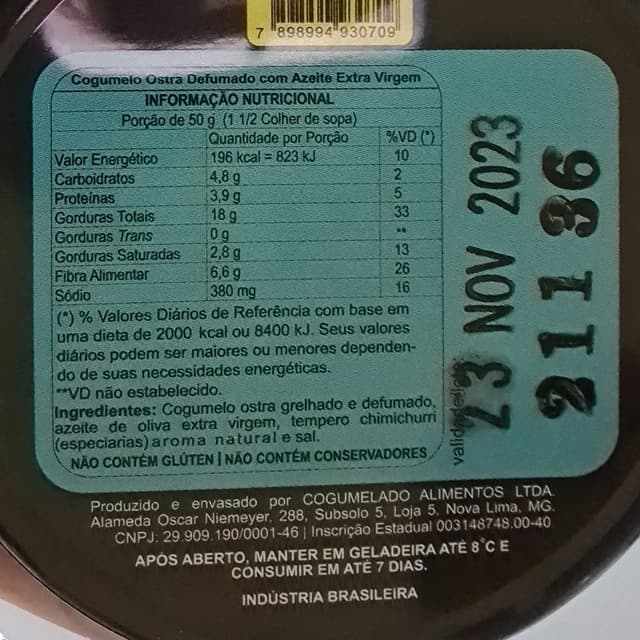 7 898994 930709
Cogumelo Ostra Defumado com Azeite Extra Virgem
INFORMAÇÃO NUTRICIONAL
Porção de 50 g (1 1/2 Colher de sopa)
Quantidade por Porção %VD (*)
Valor Energético 196 kcal = 823 kJ 10
Carboidratos 4,8 g 2
Proteínas 3,9 g 5
Gorduras Totais 18 g 33
Gorduras Trans 0 g **
Gorduras Saturadas 2,8 g 13
Fibra Alimentar 6,6 g 26
Sódio 380 mg 16
(*) % Valores Diários de Referência com base em
uma dieta de 2000 kcal ou 8400 kJ. Seus valores
diários podem ser maiores ou menores dependen-
do de suas necessidades energéticas.
**VD não estabelecido.
Ingredientes: Cogumelo ostra grelhado e defumado,
azeite de oliva extra virgem, tempero chimichurri
(especiarias) aroma natural e sal.
NÃO CONTÉM GLÚTEN | NÃO CONTÉM CONSERVADORES
validade/lote:
23 NOV 2023
211 36
Produzido e envasado por COGUMELADO ALIMENTOS LTDA.
Alameda Oscar Niemeyer, 288, Subsolo 5, Loja 5, Nova Lima, MG.
CNPJ: 29.909.190/0001-46 | Inscrição Estadual 003148748.00-40
APÓS ABERTO, MANTER EM GELADEIRA ATÉ 8°C E
CONSUMIR EM ATÉ 7 DIAS.
INDÚSTRIA BRASILEIRA